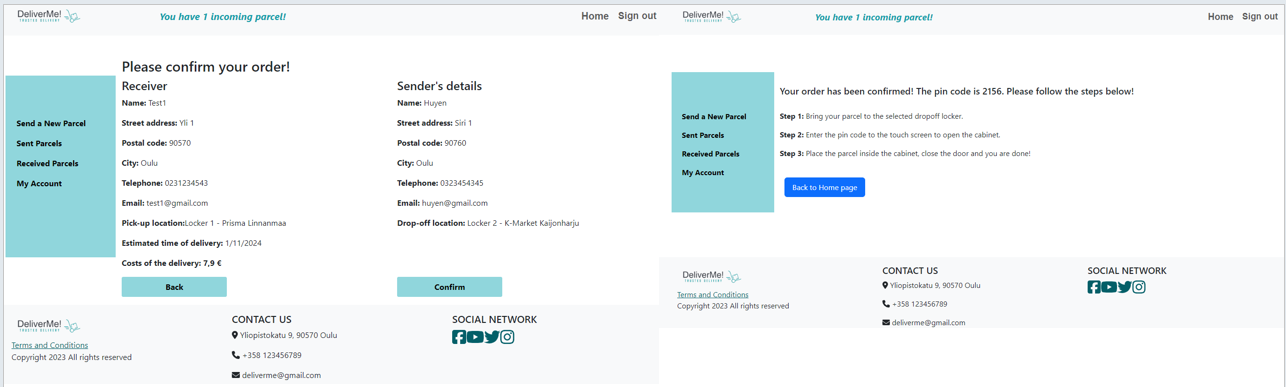 DeliverMe!
TRUSTED DELIVERY
You have 1 incoming parcel!
Home Sign out
Send a New Parcel
Sent Parcels
Received Parcels
My Account
Please confirm your order!
Receiver
Name: Test1
Street address: Yli 1
Postal code: 90570
City: Oulu
Telephone: 0231234543
Email: test1@gmail.com
Pick-up location:Locker 1 - Prisma Linnanmaa
Estimated time of delivery: 1/11/2024
Costs of the delivery: 7,9 €
Back
Sender's details
Name: Huyen
Street address: Siri 1
Postal code: 90760
City: Oulu
Telephone: 0323454345
Email: huyen@gmail.com
Drop-off location: Locker 2 - K-Market Kaijonharju
Confirm
DeliverMe!
TRUSTED DELIVERY
Terms and Conditions
Copyright 2023 All rights reserved
CONTACT US
Yliopistokatu 9, 90570 Oulu
+358 123456789
deliverme@gmail.com
SOCIAL NETWORK
DeliverMe!
TRUSTED DELIVERY
You have 1 incoming parcel!
Home Sign out
Send a New Parcel
Sent Parcels
Received Parcels
My Account
Your order has been confirmed! The pin code is 2156. Please follow the steps below!
Step 1: Bring your parcel to the selected dropoff locker.
Step 2: Enter the pin code to the touch screen to open the cabinet.
Step 3: Place the parcel inside the cabinet, close the door and you are done!
Back to Home page
DeliverMe!
TRUSTED DELIVERY
Terms and Conditions
Copyright 2023 All rights reserved
CONTACT US
Yliopistokatu 9, 90570 Oulu
+358 123456789
deliverme@gmail.com
SOCIAL NETWORK